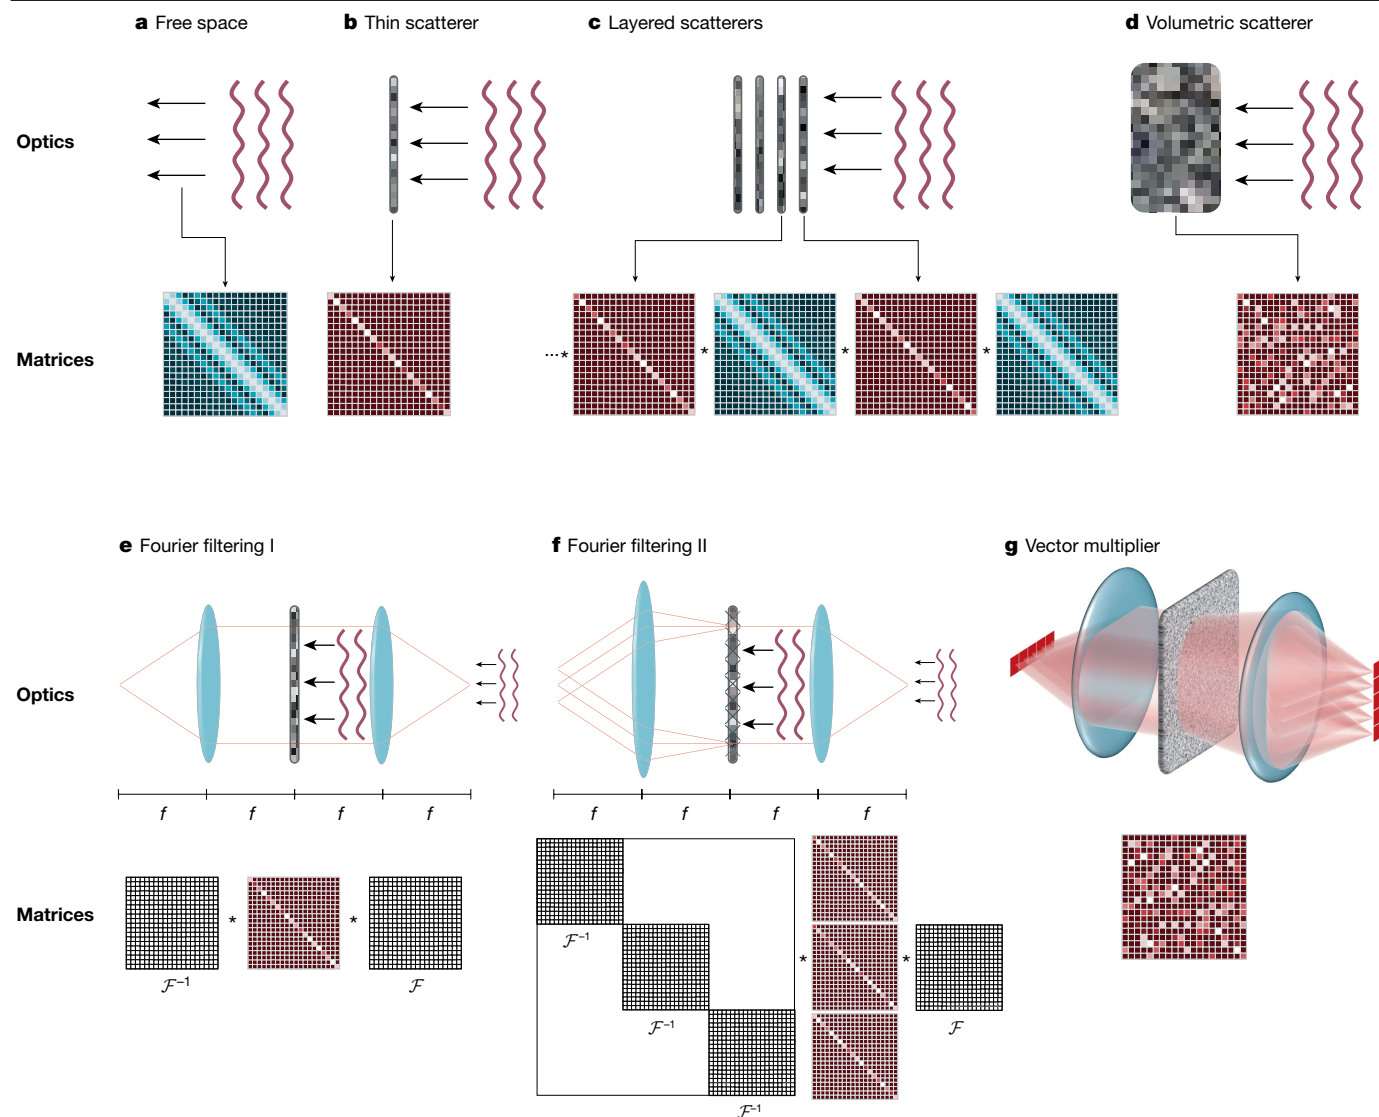 a Free space
b Thin scatterer
c Layered scatterers
d Volumetric scatterer
Optics
Matrices
...*
*
*
*
e Fourier filtering I
f Fourier filtering II
g Vector multiplier
Optics
f f f f
f f f f
Matrices
*
*
ℱ⁻¹
ℱ
*
*
ℱ⁻¹
ℱ⁻¹
ℱ
ℱ⁻¹